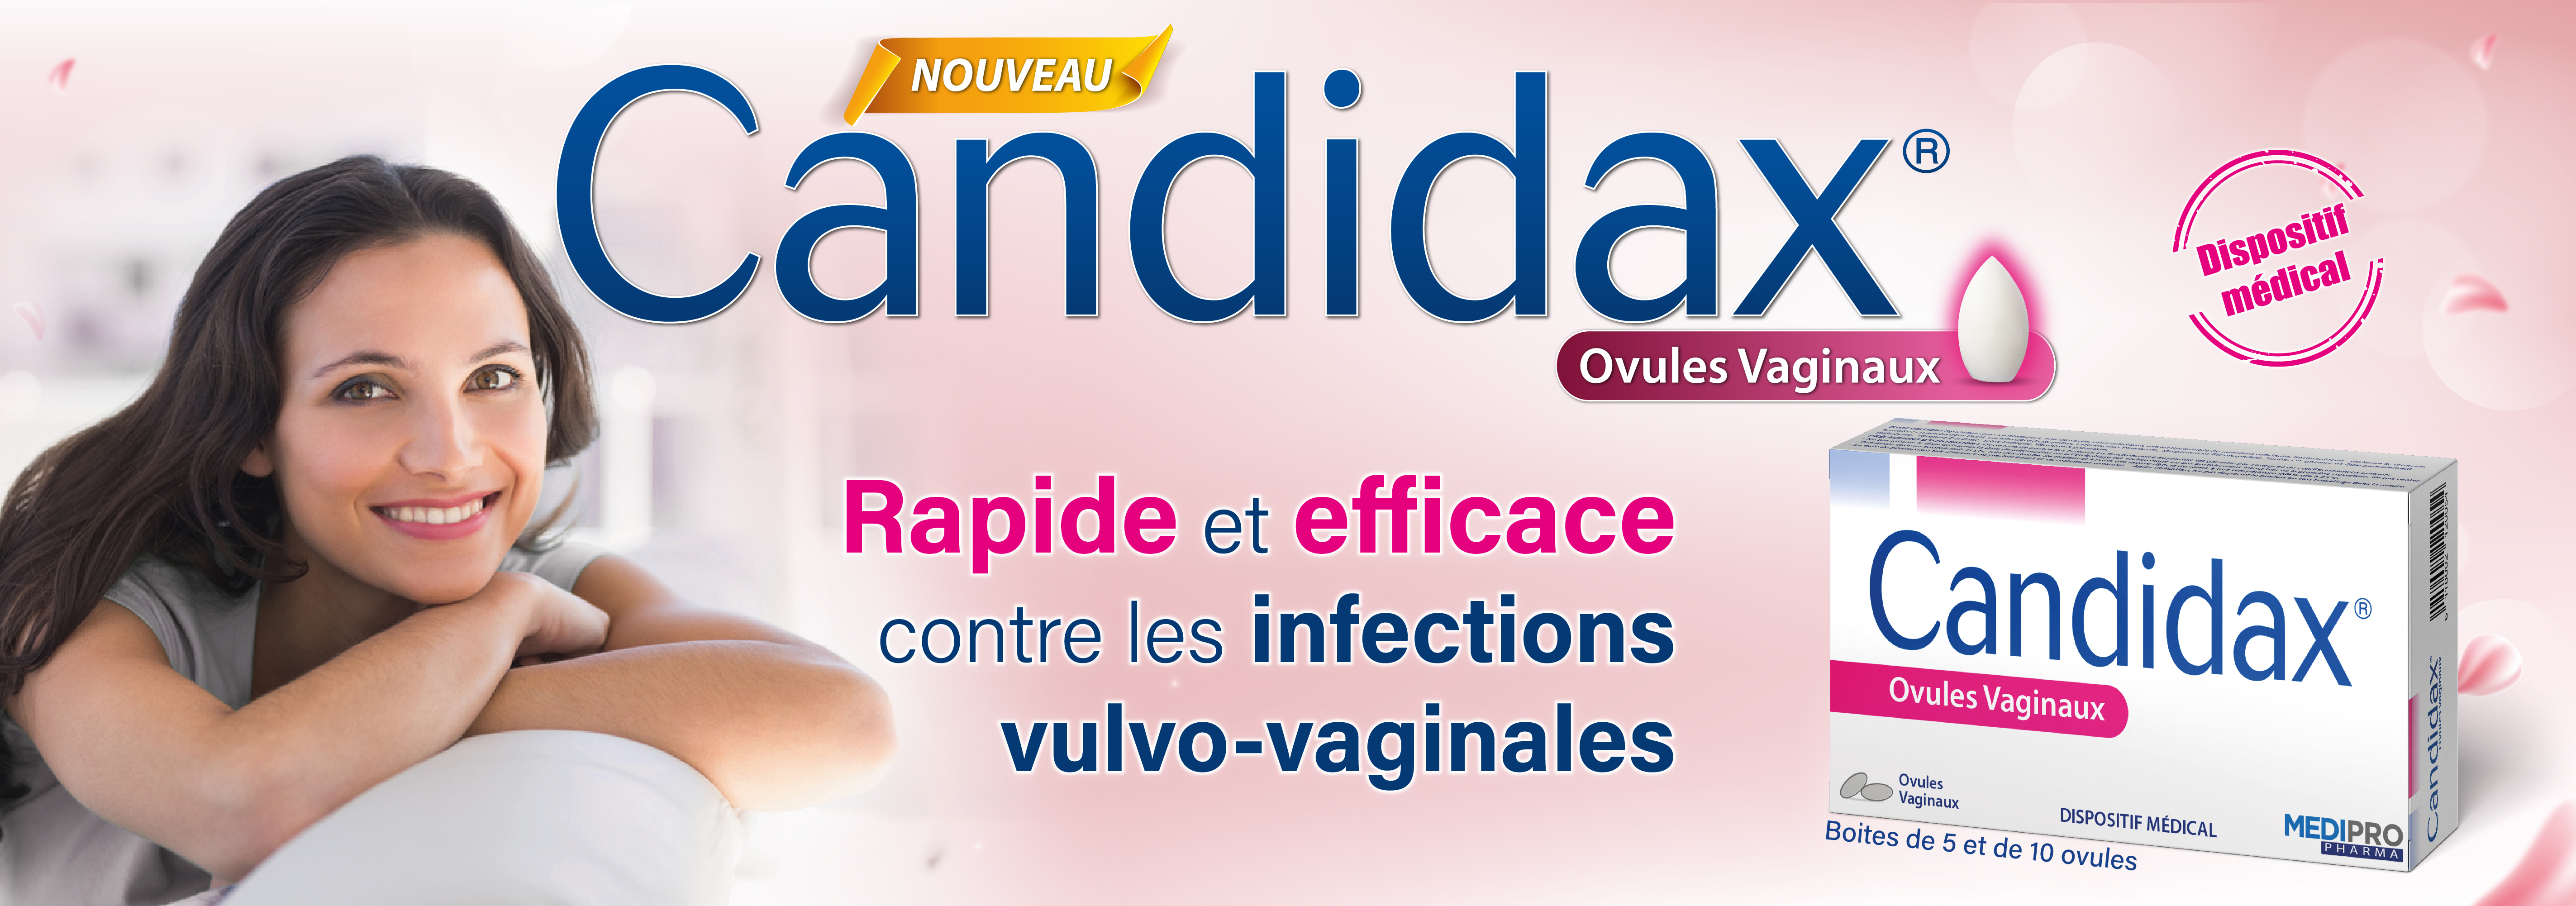 NOUVEAU
Candidax®
Ovules Vaginaux
Dispositif
médical
Rapide et efficace
contre les infections
vulvo-vaginales
Candidax®
Ovules Vaginaux
Ovules
Vaginaux
DISPOSITIF MÉDICAL
MEDIPRO
PHARMA
Candidax®
Ovules Vaginaux
Boites de 5 et de 10 ovules